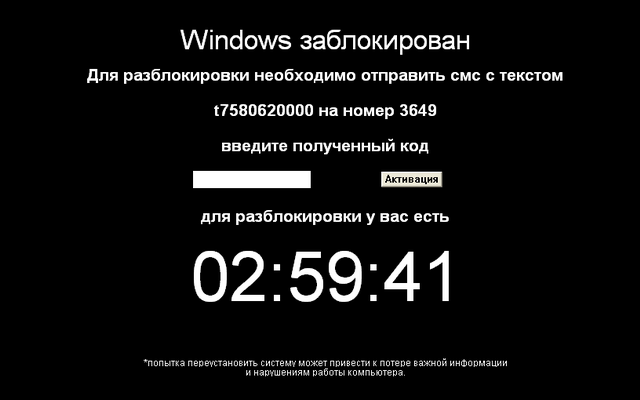 Windows заблокирован
Для разблокировки необходимо отправить смс с текстом
t7580620000 на номер 3649
введите полученный код
Активация
для разблокировки у вас есть
02:59:41
*попытка переустановить систему может привести к потере важной информации
и нарушениям работы компьютера.